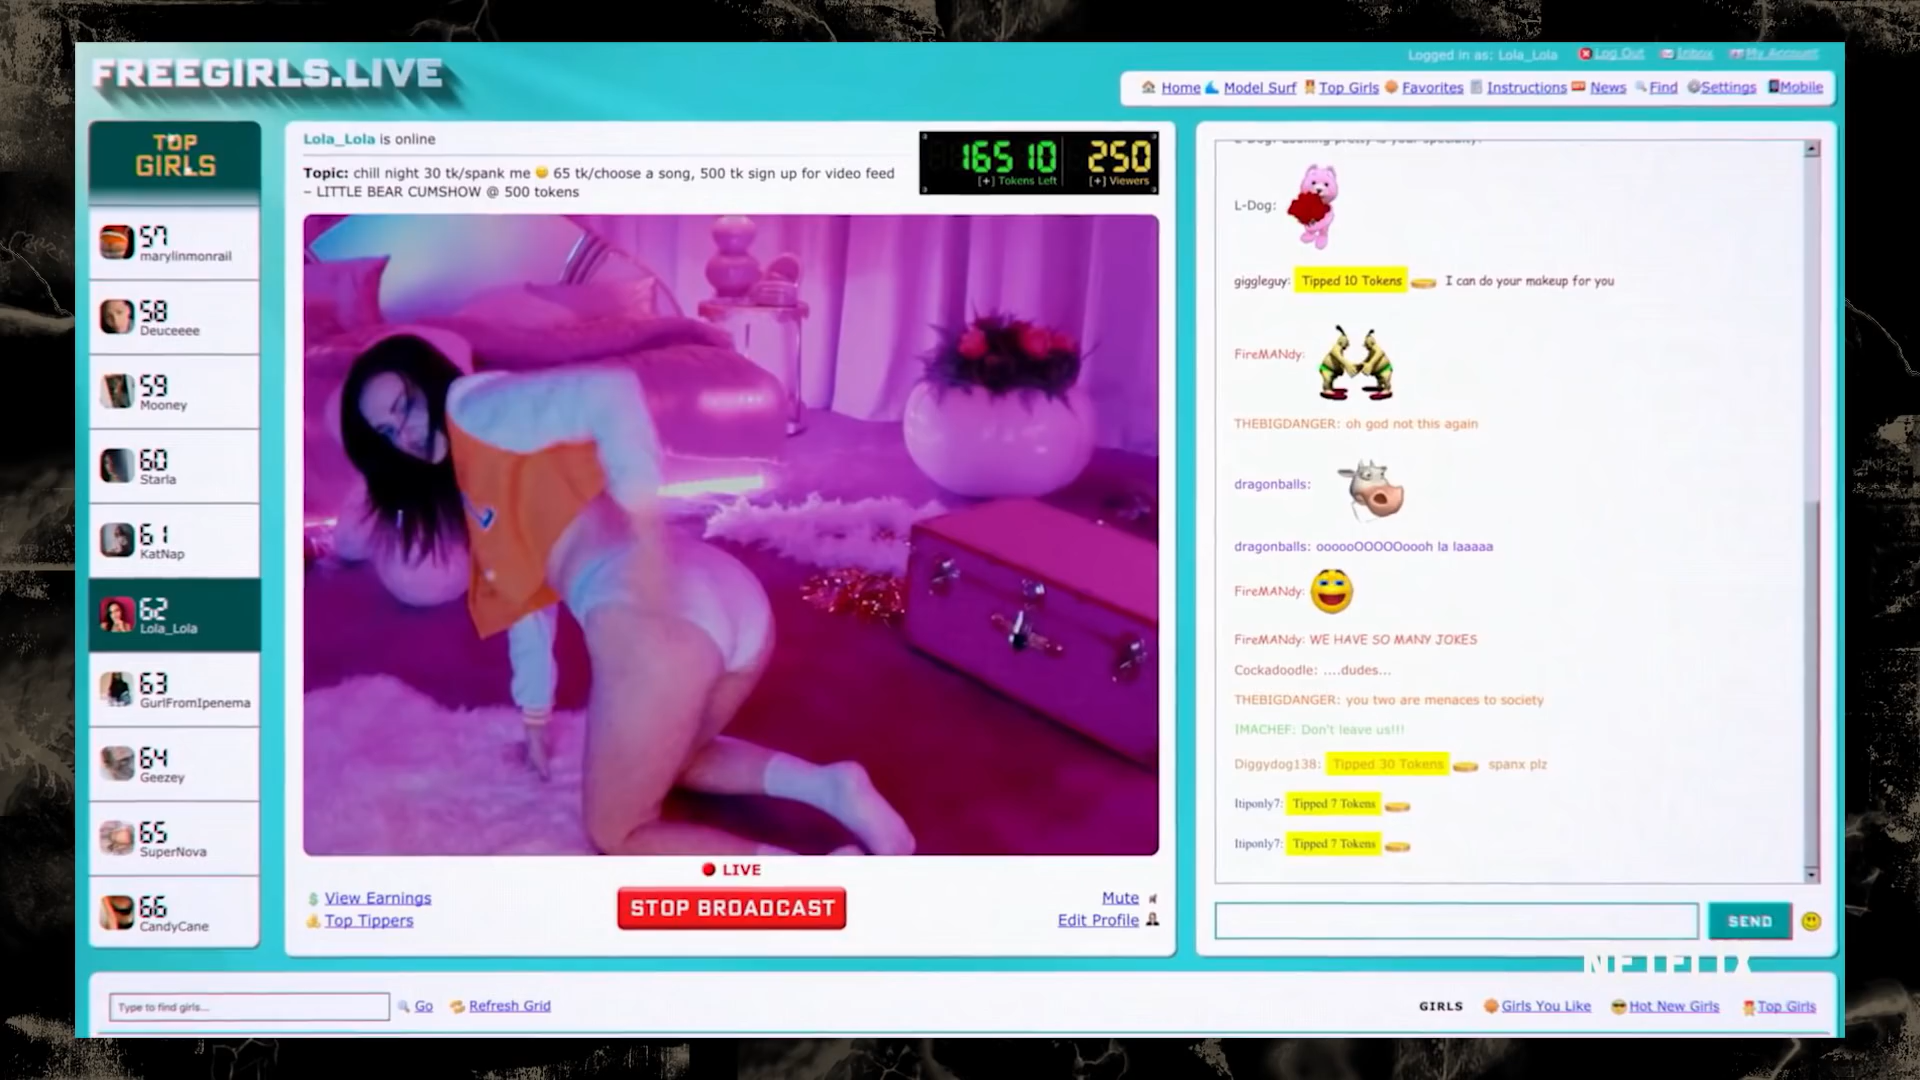 FREEGIRLS.LIVE
Logged in as: Lola_Lola Log Out Inbox My Account
Home Model Surf Top Girls Favorites Instructions News Find Settings Mobile
TOP
GIRLS
57
marylinmonrail
58
Deuceeee
59
Mooney
60
Starla
61
KatNap
62
Lola_Lola
63
GurlFromIpenema
64
Geezey
65
SuperNova
66
CandyCane
Lola_Lola is online
Topic: chill night 30 tk/spank me 65 tk/choose a song, 500 tk sign up for video feed
– LITTLE BEAR CUMSHOW @ 500 tokens
16510 250
[+] Tokens Left [+] Viewers
LIVE
View Earnings
Top Tippers
STOP BROADCAST
Mute
Edit Profile
L-Dog: Looking pretty is your specialty!
L-Dog:
giggleguy: Tipped 10 Tokens I can do your makeup for you
FireMANdy:
THEBIGDANGER: oh god not this again
dragonballs:
dragonballs: oooooOOOOOoooh la laaaaa
FireMANdy:
FireMANdy: WE HAVE SO MANY JOKES
Cockadoodle: ....dudes...
THEBIGDANGER: you two are menaces to society
IMACHEF: Don't leave us!!!
Diggydog138: Tipped 30 Tokens spanx plz
Itiponly7: Tipped 7 Tokens
Itiponly7: Tipped 7 Tokens
SEND
NETFLIX
Type to find girls...
Go
Refresh Grid
GIRLS Girls You Like Hot New Girls Top Girls